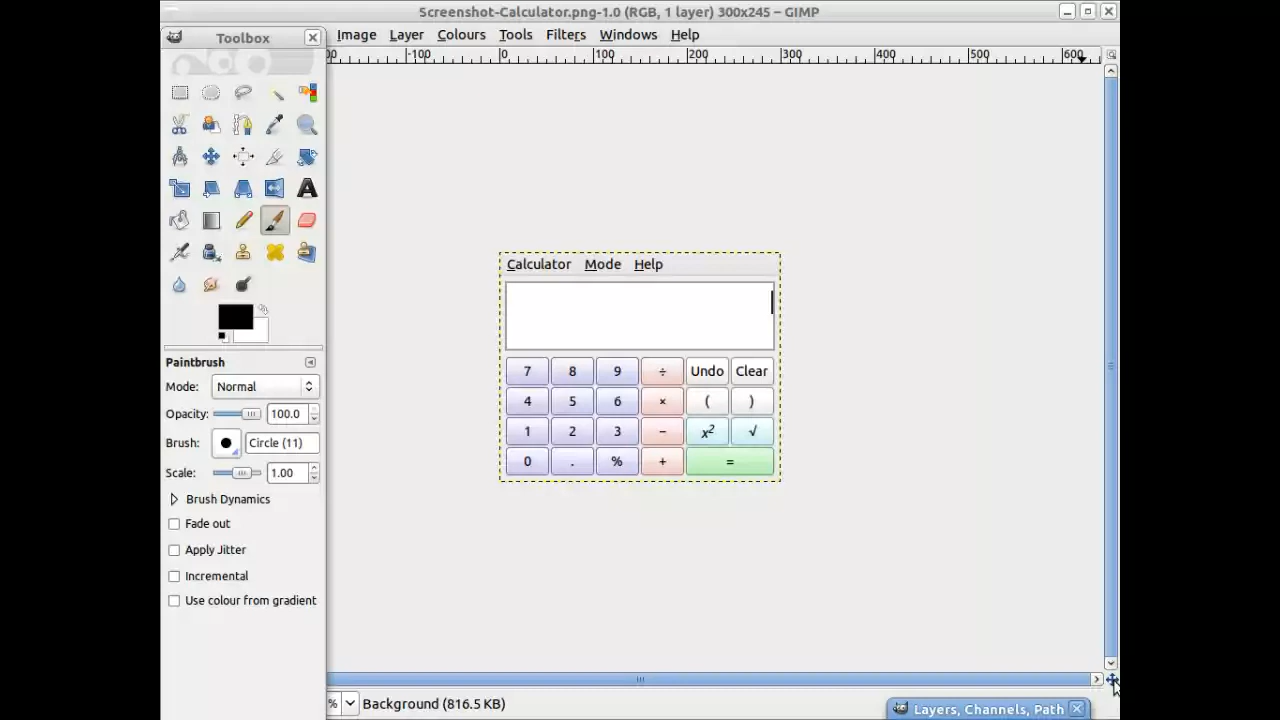 Screenshot-Calculator.png-1.0 (RGB, 1 layer) 300x245 – GIMP
Toolbox
Image Layer Colours Tools Filters Windows Help
-100 0 100 200 300 400 500 600
Calculator Mode Help
7 8 9 ÷ Undo Clear
4 5 6 × ( )
1 2 3 − x² √
0 . % + =
Paintbrush
Mode: Normal
Opacity: 100.0
Brush: Circle (11)
Scale: 1.00
Brush Dynamics
Fade out
Apply Jitter
Incremental
Use colour from gradient
% Background (816.5 KB)
Layers, Channels, Path